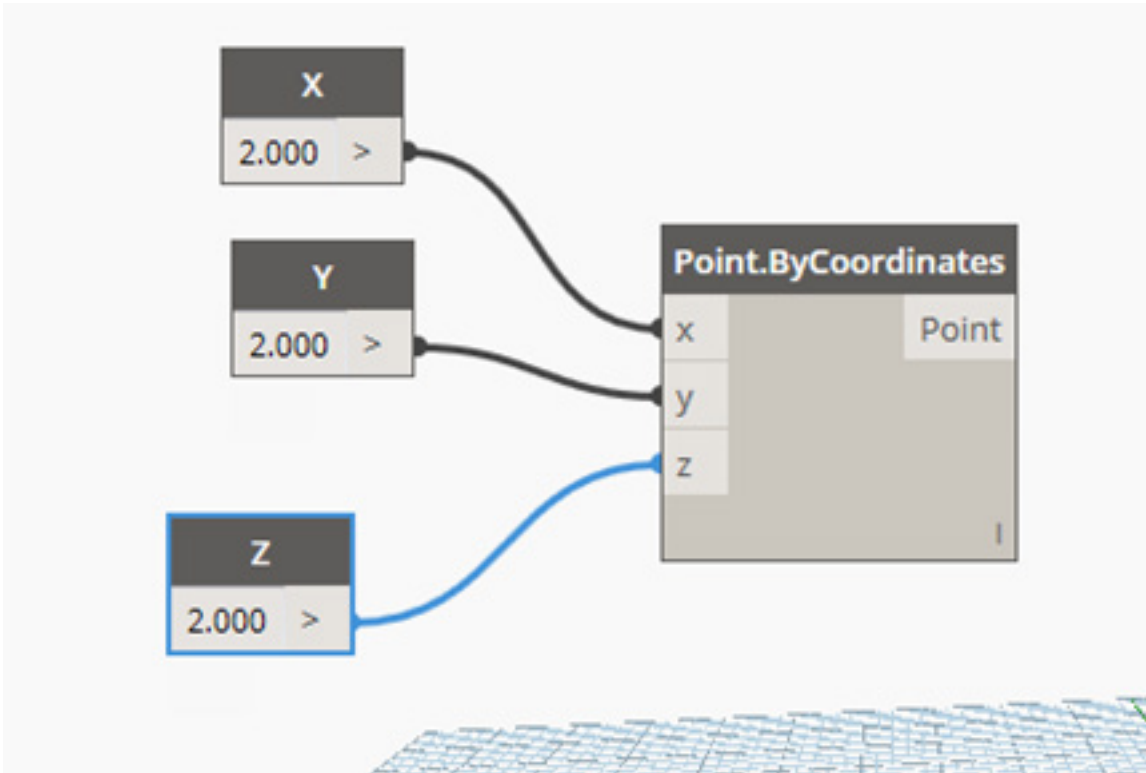 X
2.000 >
Y
2.000 >
Z
2.000 >
Point.ByCoordinates
x Point
y
z
l